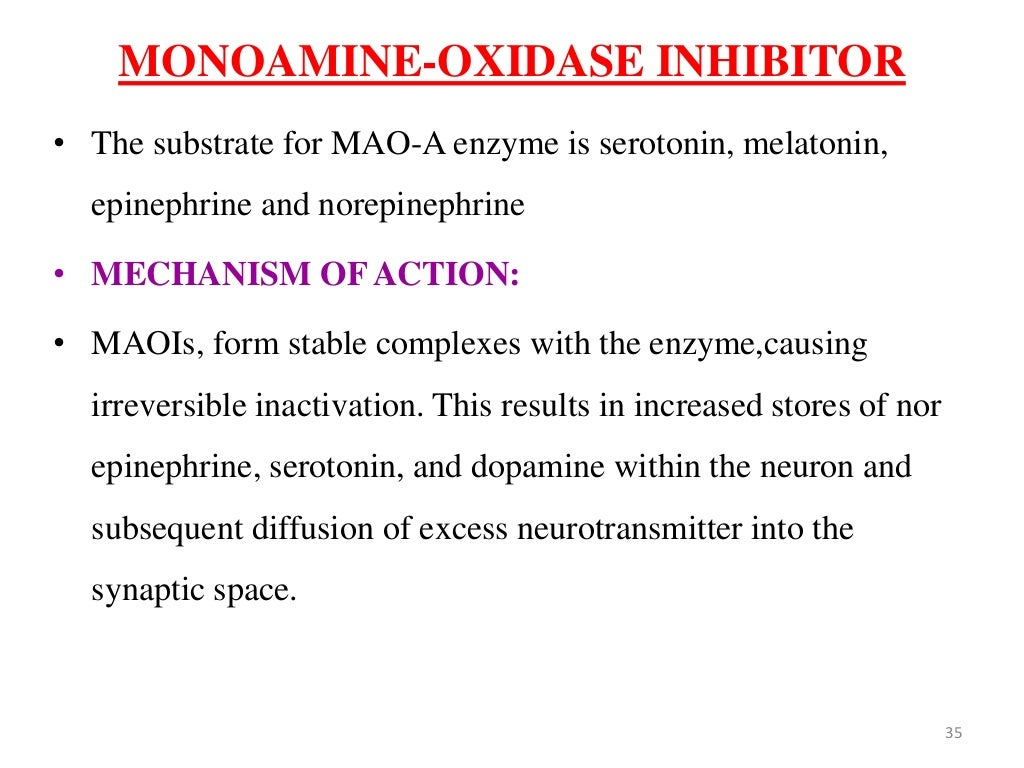 MONOAMINE-OXIDASE INHIBITOR
• The substrate for MAO-A enzyme is serotonin, melatonin,
epinephrine and norepinephrine
• MECHANISM OF ACTION:
• MAOIs, form stable complexes with the enzyme,causing
irreversible inactivation. This results in increased stores of nor
epinephrine, serotonin, and dopamine within the neuron and
subsequent diffusion of excess neurotransmitter into the
synaptic space.
35